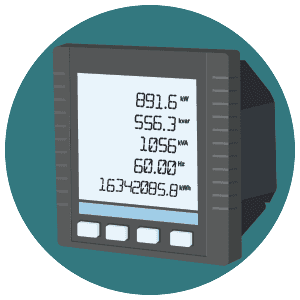 891.6 kW
556.3 kvar
1056 kVA
60.00 Hz
16342085.8 kWh